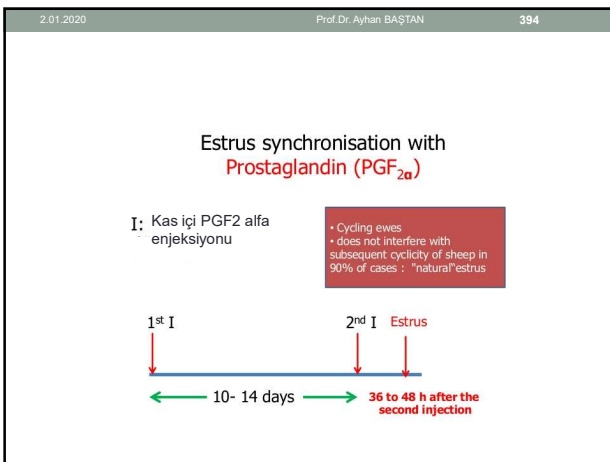 2.01.2020 Prof.Dr. Ayhan BAŞTAN 394
Estrus synchronisation with
Prostaglandin (PGF2α)
I: Kas içi PGF2 alfa
enjeksiyonu
• Cycling ewes
• does not interfere with
subsequent cyclicity of sheep in
90% of cases : "natural"estrus
1st I 2nd I Estrus
10- 14 days 36 to 48 h after the
second injection